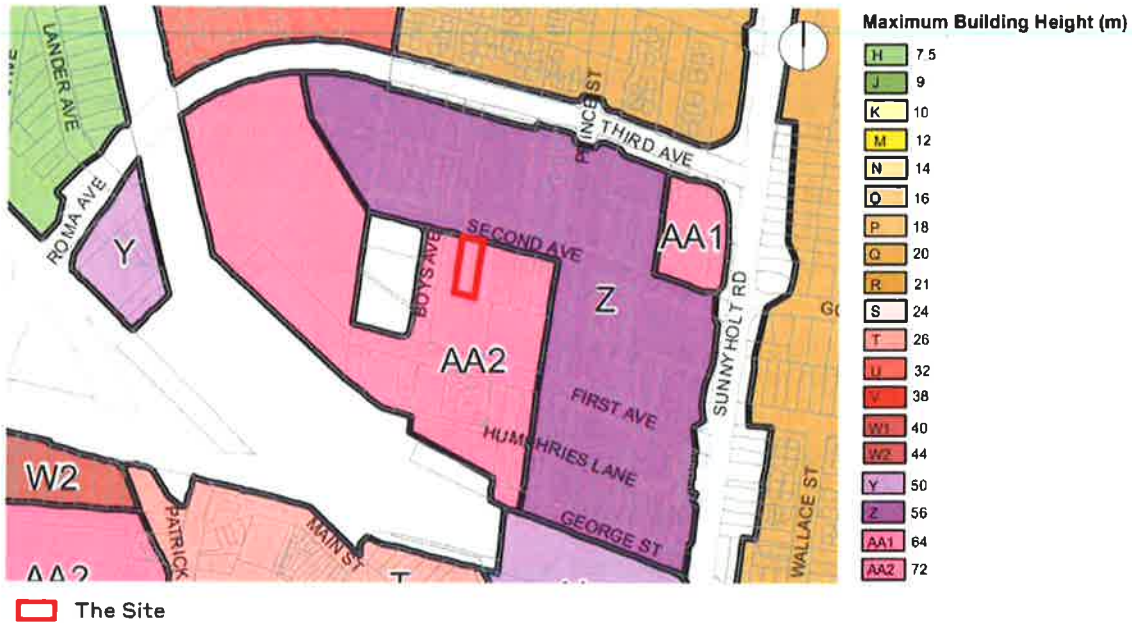 Maximum Building Height (m)
H 7.5
J 9
K 10
M 12
N 14
O 16
P 18
Q 20
R 21
S 24
T 26
U 32
V 38
W1 40
W2 44
Y 50
Z 56
AA1 64
AA2 72
LANDER AVE
AVE
ROMA AVE
Y
PRINCE ST
THIRD AVE
SECOND AVE
BOYS AVE
AA1
Z
AA2
SUNNYHOLT RD
FIRST AVE
HUMPHRIES LANE
GEORGE ST
WALLACE ST
W2
PATRICK
MAIN ST
AA2
T
The Site